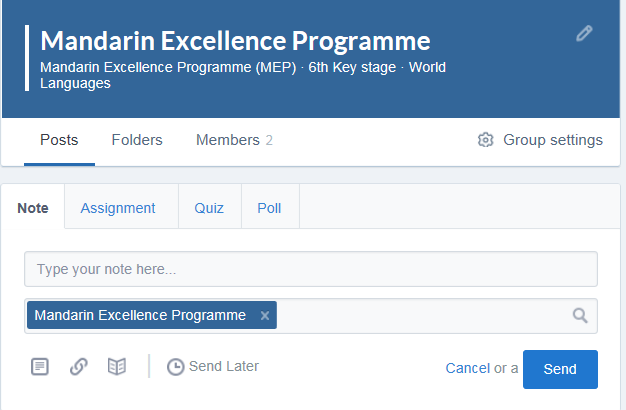 Mandarin Excellence Programme
Mandarin Excellence Programme (MEP) · 6th Key stage · World
Languages
Posts Folders Members 2 Group settings
Note Assignment Quiz Poll
Type your note here...
Mandarin Excellence Programme x
Send Later Cancel or a Send